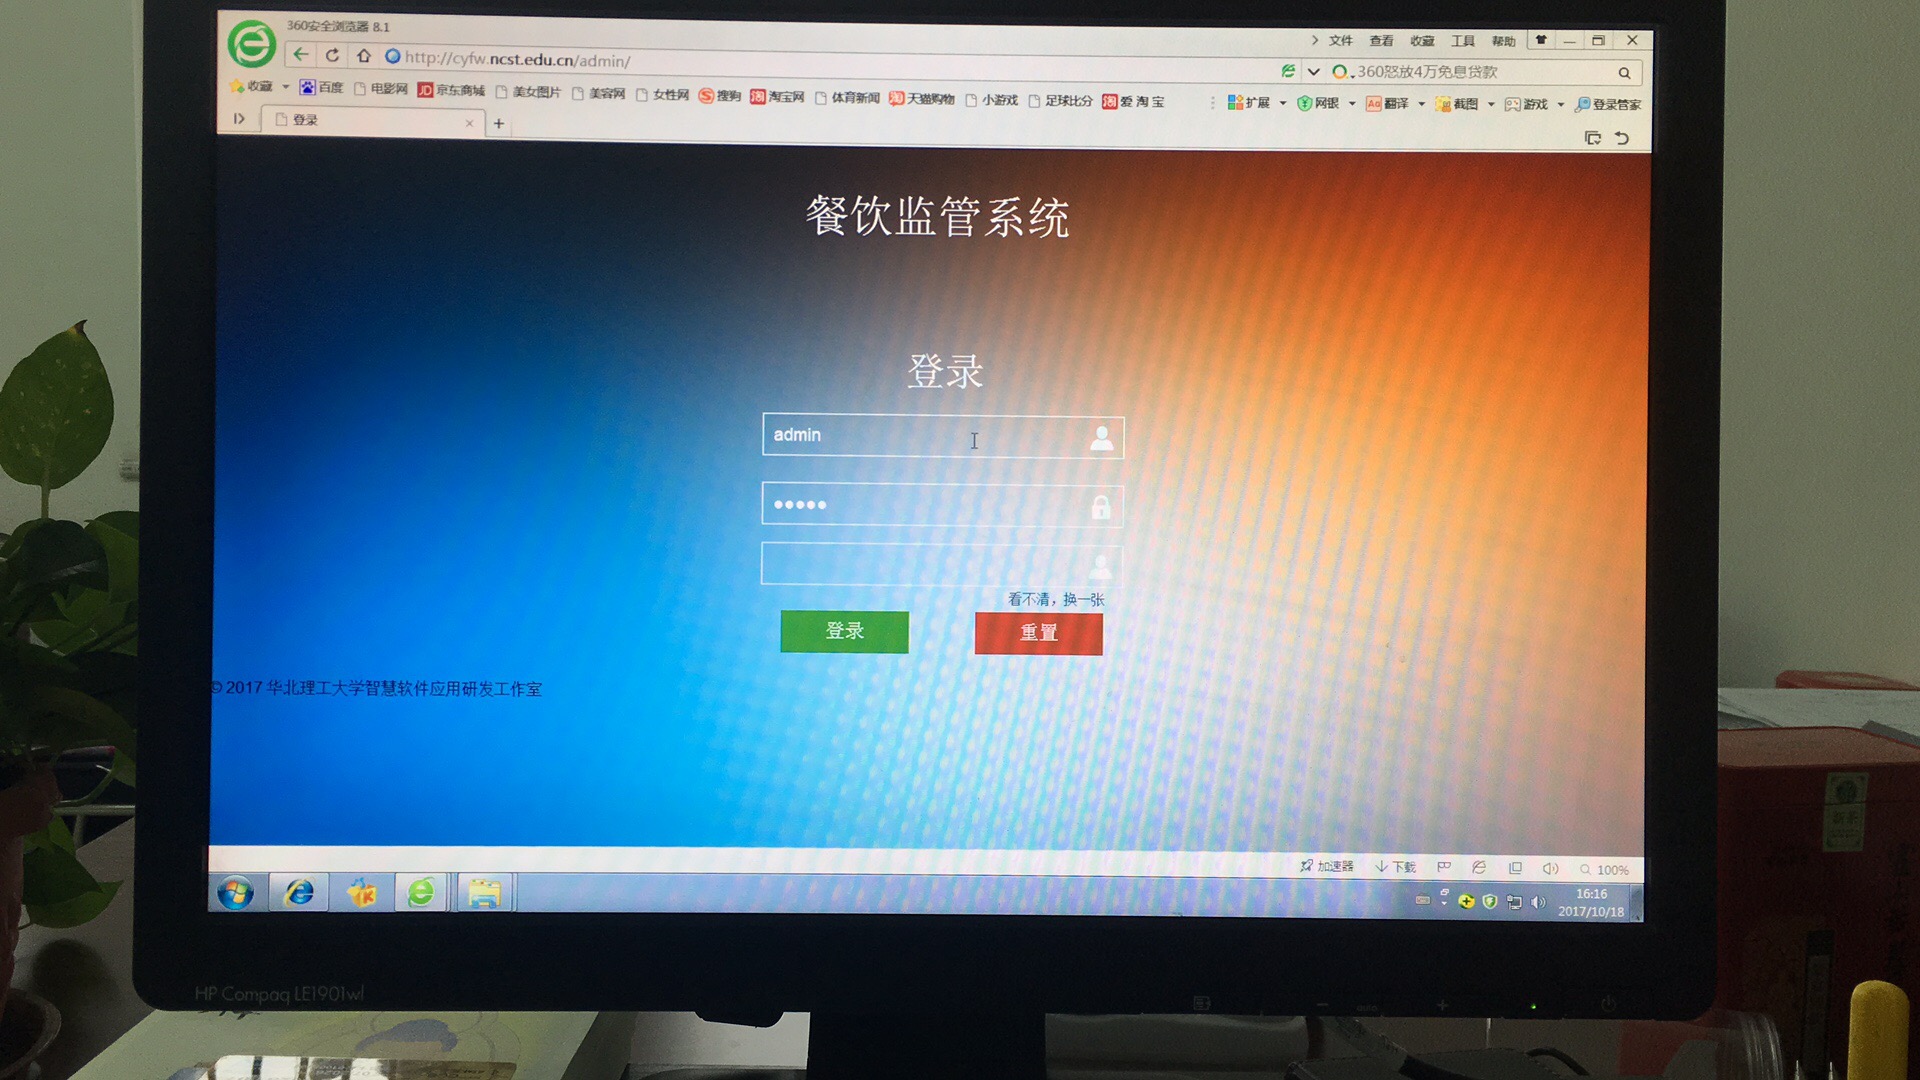 360安全浏览器 8.1
文件 查看 收藏 工具 帮助
http://cyfw.ncst.edu.cn/admin/
360怒放4万免息贷款
收藏 百度 电影网 JD 京东商城 美女图片 美容网 女性网 S 搜狗 淘 淘宝网 体育新闻 淘 天猫购物 小游戏 足球比分 淘 爱淘宝
扩展 网银 Aa 翻译 截图 游戏 登录管家
登录
餐饮监管系统
登录
admin
看不清，换一张
登录
重置
© 2017 华北理工大学智慧软件应用研发工作室
加速器 下载 100%
16:16
2017/10/18
HP Compaq LE1901wl